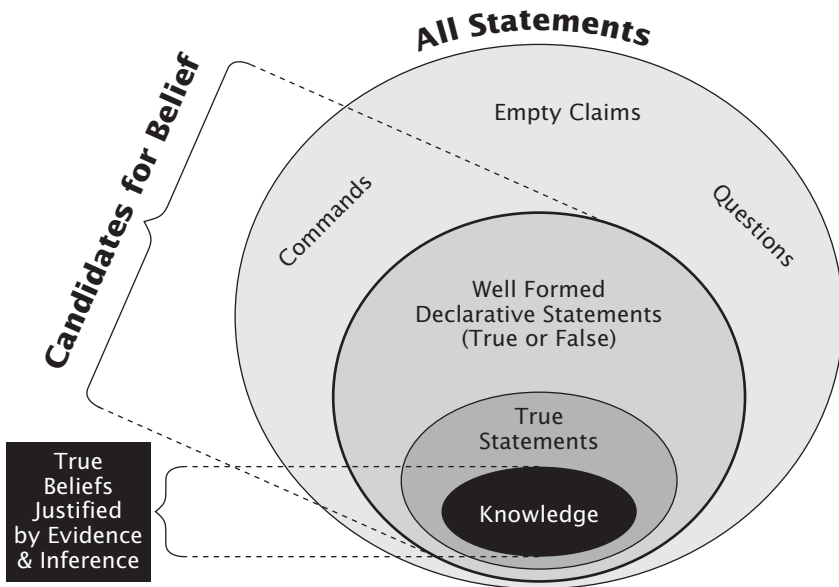 All Statements
Candidates for Belief
Empty Claims
Commands
Questions
Well Formed
Declarative Statements
(True or False)
True
Statements
Knowledge
True
Beliefs
Justified
by Evidence
& Inference